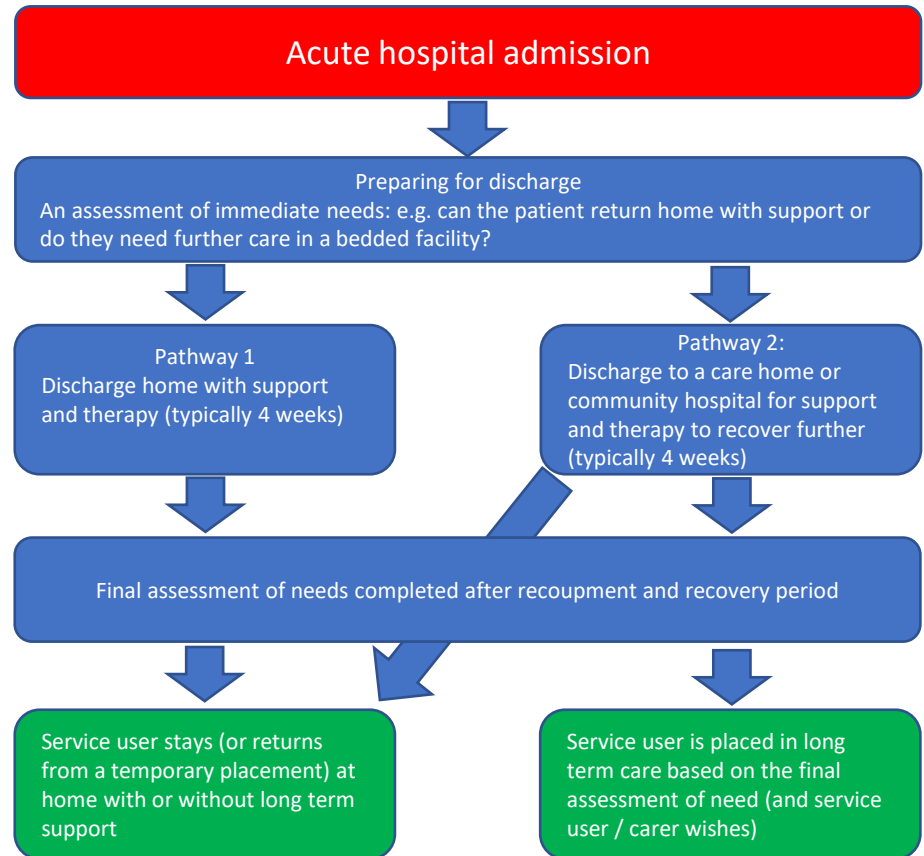 Acute hospital admission
Preparing for discharge
An assessment of immediate needs: e.g. can the patient return home with support or
do they need further care in a bedded facility?
Pathway 1
Discharge home with support
and therapy (typically 4 weeks)
Pathway 2:
Discharge to a care home or
community hospital for support
and therapy to recover further
(typically 4 weeks)
Final assessment of needs completed after recoupment and recovery period
Service user stays (or returns
from a temporary placement) at
home with or without long term
support
Service user is placed in long
term care based on the final
assessment of need (and service
user / carer wishes)